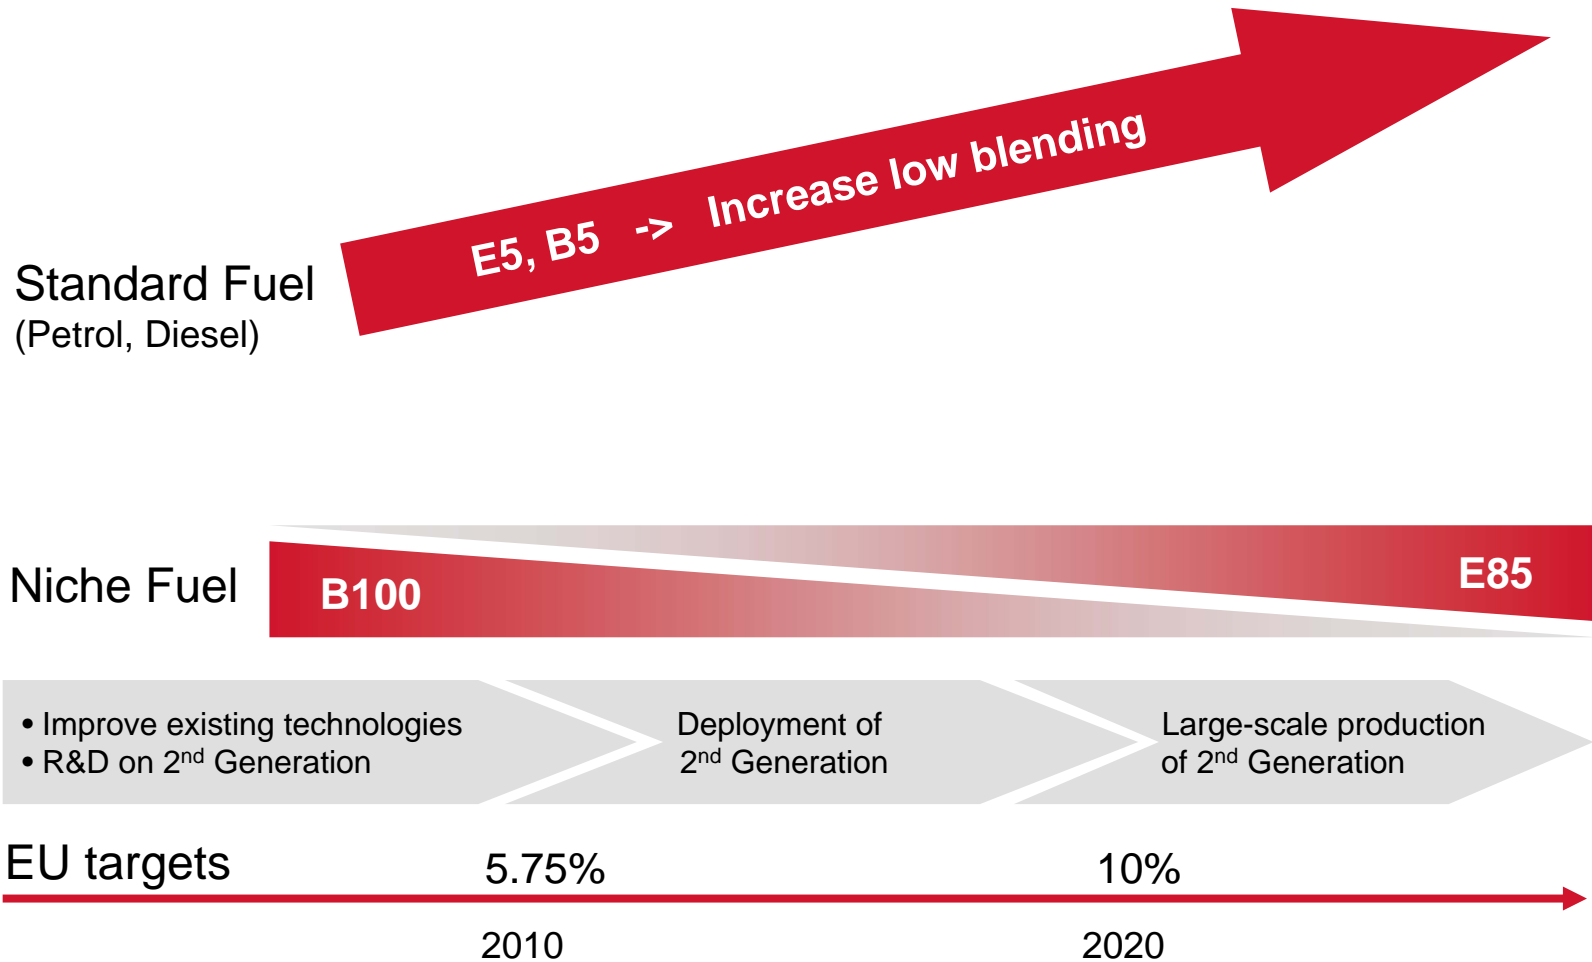 E5, B5 -> Increase low blending
Standard Fuel
(Petrol, Diesel)
Niche Fuel
B100
E85
• Improve existing technologies
• R&D on 2nd Generation
Deployment of
2nd Generation
Large-scale production
of 2nd Generation
EU targets
5.75%
10%
2010
2020